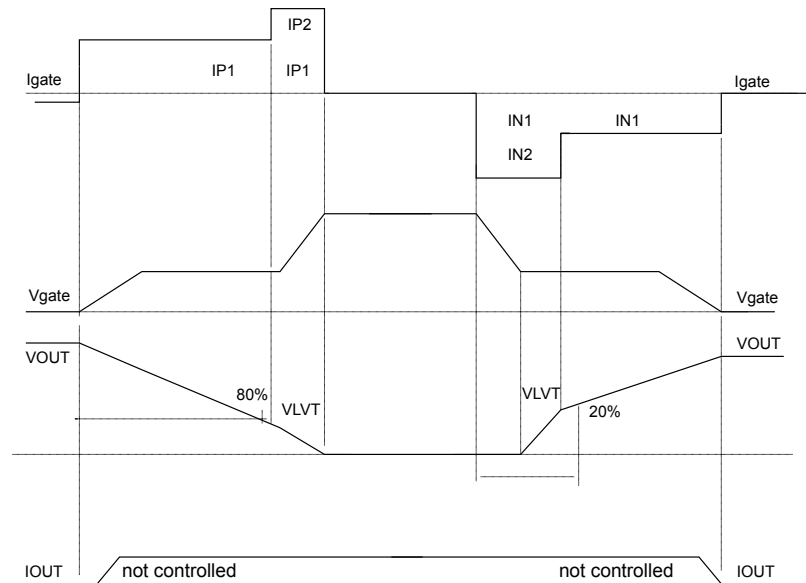 IP2
IP1 IP1
Igate Igate
IN1 IN1
IN2
Vgate Vgate
VOUT VOUT
80% VLVT VLVT 20%
IOUT not controlled not controlled IOUT